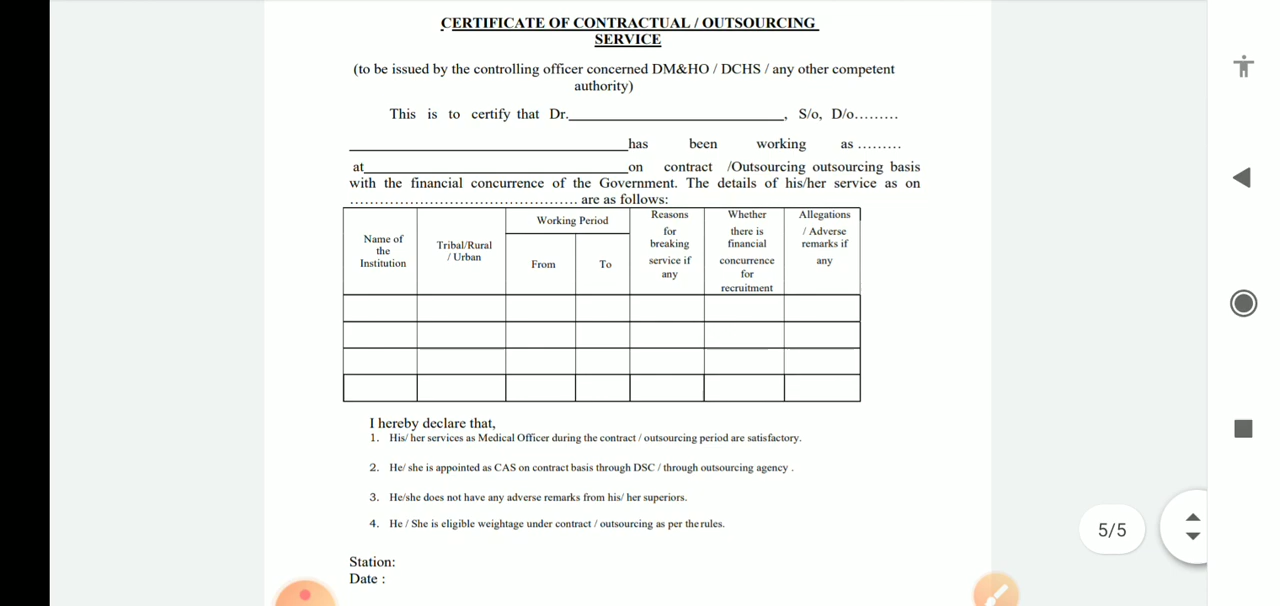 CERTIFICATE OF CONTRACTUAL / OUTSOURCING
SERVICE
(to be issued by the controlling officer concerned DM&HO / DCHS / any other competent
authority)
This is to certify that Dr.________________________, S/o, D/o.........
________________________has been working as .........
at________________________on contract /Outsourcing outsourcing basis
with the financial concurrence of the Government. The details of his/her service as on
............................................... are as follows:
Name of the Institution
Tribal/Rural / Urban
Working Period
From
To
Reasons for breaking service if any
Whether there is financial concurrence for recruitment
Allegations / Adverse remarks if any
I hereby declare that,
1. His/ her services as Medical Officer during the contract / outsourcing period are satisfactory.
2. He/ she is appointed as CAS on contract basis through DSC / through outsourcing agency .
3. He/she does not have any adverse remarks from his/ her superiors.
4. He / She is eligible weightage under contract / outsourcing as per the rules.
Station:
Date :
5/5